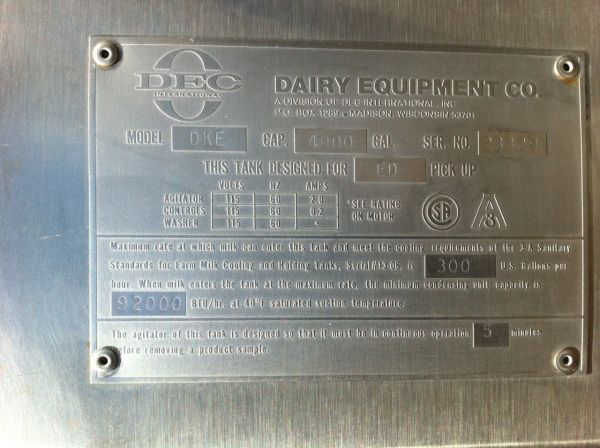 DEC
INTERNATIONAL
DAIRY EQUIPMENT CO.
A DIVISION OF DEC INTERNATIONAL, INC
P.O. BOX 1289 MADISON, WISCONSIN 53701
MODEL DKE CAP. 4000 GAL. SER. NO.
THIS TANK DESIGNED FOR ED PICK UP
VOLTS HZ AMPS
AGITATOR 115 60 2.0
CONTROLS 115 60 0.2
WASHER 115 60 *
*SEE RATING
ON MOTOR
SA
A
3
Maximum rate at which milk can enter this tank and meet the cooling requirements of the 3-A Sanitary
Standards for Farm Milk Cooling and Holding Tanks, Serial#13-06, is 300 U.S. Gallons per
hour. When milk enters the tank at the maximum rate, the minimum condensing unit capacity is
92000 BTU/hr. at 40°F saturated suction temperature.
The agitator of this tank is designed so that it must be in continuous operation 5 minutes
before removing a product sample.